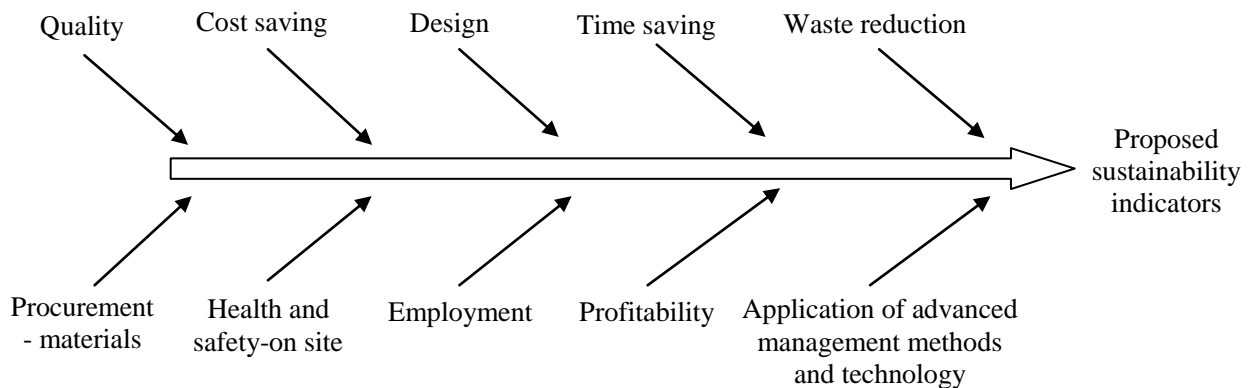 Quality
Cost saving
Design
Time saving
Waste reduction
Proposed
sustainability
indicators
Procurement
- materials
Health and
safety-on site
Employment
Profitability
Application of advanced
management methods
and technology